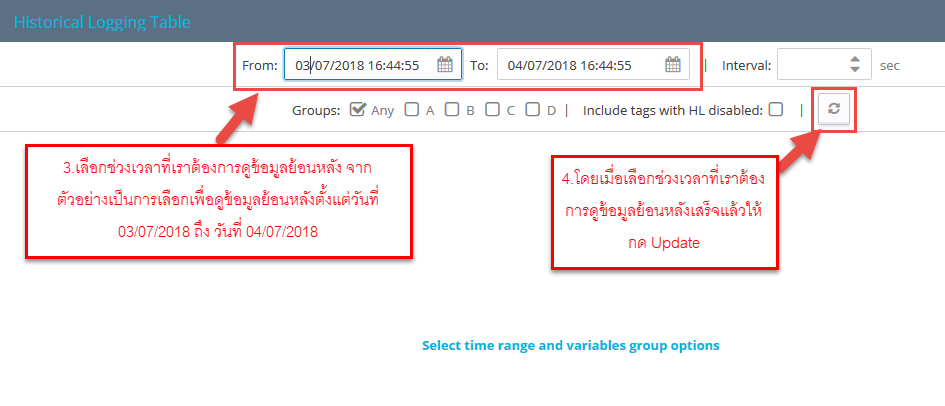 Historical Logging Table
From: 03/07/2018 16:44:55 To: 04/07/2018 16:44:55 | Interval: sec
Groups: Any A B C D | Include tags with HL disabled: |
3.เลือกช่วงเวลาที่เราต้องการดูข้อมูลย้อนหลัง จาก
ตัวอย่างเป็นการเลือกเพื่อดูข้อมูลย้อนหลังตั้งแต่วันที่
03/07/2018 ถึง วันที่ 04/07/2018
4.โดยเมื่อเลือกช่วงเวลาที่เราต้อง
การดูข้อมูลย้อนหลังเสร็จแล้วให้
กด Update
Select time range and variables group options